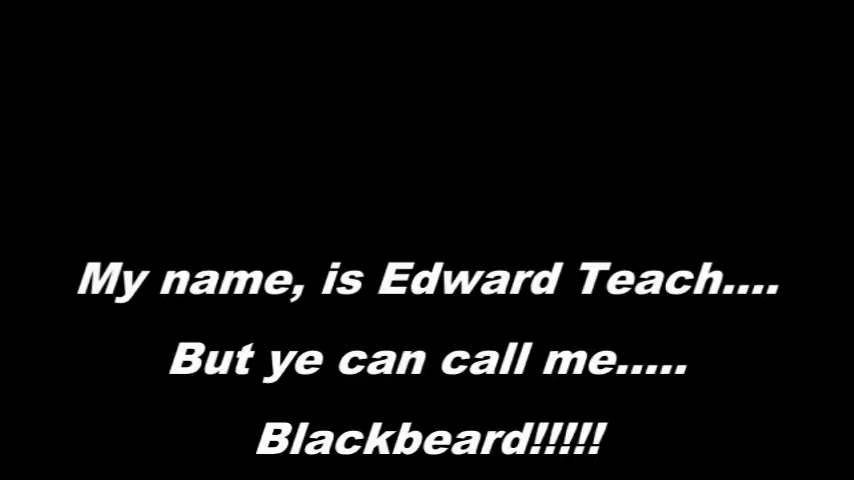 My name, is Edward Teach....
But ye can call me.....
Blackbeard!!!!!